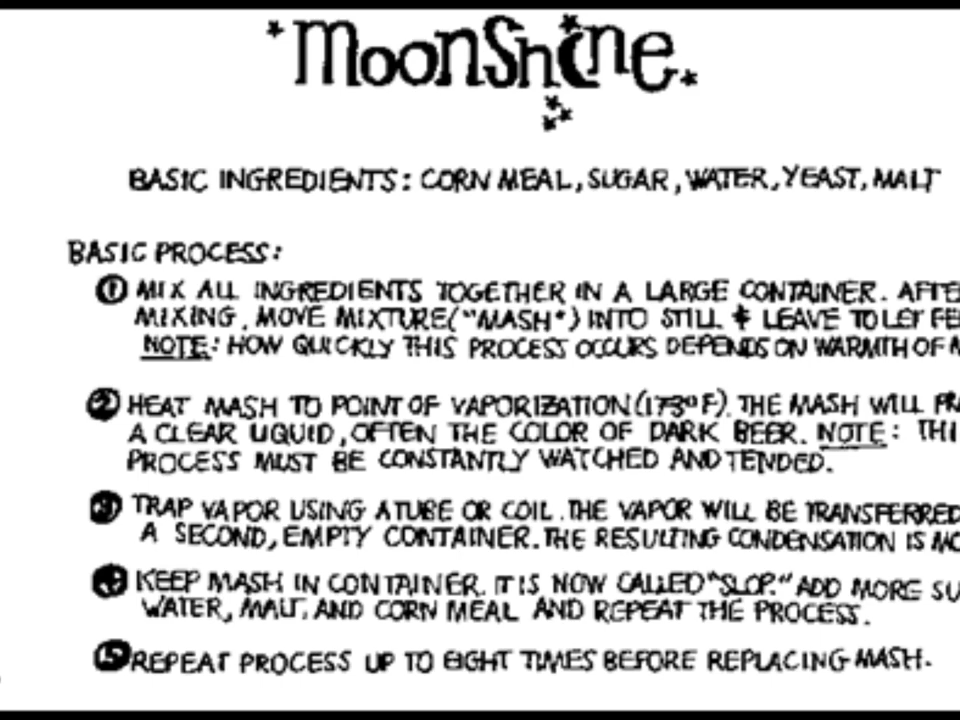 Moonshine
BASIC INGREDIENTS: CORN MEAL, SUGAR, WATER, YEAST, MALT
BASIC PROCESS:
① MIX ALL INGREDIENTS TOGETHER IN A LARGE CONTAINER. AFTE
MIXING, MOVE MIXTURE ("MASH") INTO STILL & LEAVE TO LET FE
NOTE: HOW QUICKLY THIS PROCESS OCCURS DEPENDS ON WARMTH OF M
② HEAT MASH TO POINT OF VAPORIZATION (173° F). THE MASH WILL PR
A CLEAR LIQUID, OFTEN THE COLOR OF DARK BEER. NOTE: THI
PROCESS MUST BE CONSTANTLY WATCHED AND TENDED.
③ TRAP VAPOR USING A TUBE OR COIL. THE VAPOR WILL BE TRANSFERRED
A SECOND, EMPTY CONTAINER. THE RESULTING CONDENSATION IS MO
④ KEEP MASH IN CONTAINER. IT IS NOW CALLED "SLOP." ADD MORE SU
WATER, MALT, AND CORN MEAL AND REPEAT THE PROCESS.
⑤ REPEAT PROCESS UP TO EIGHT TIMES BEFORE REPLACING MASH.